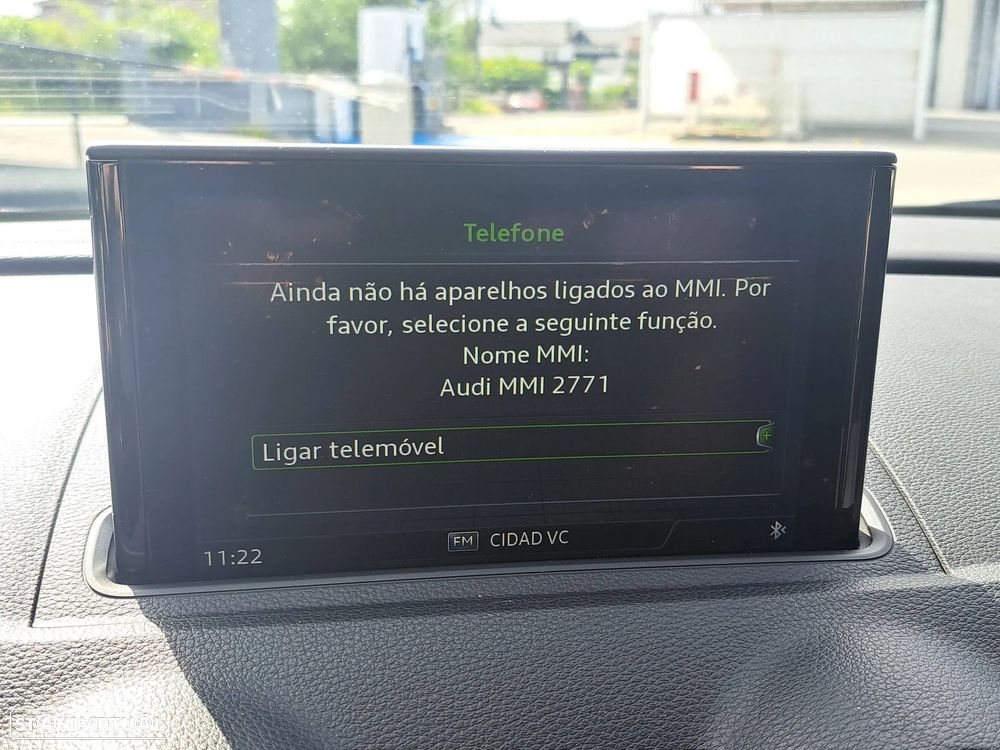 Telefone
Ainda não há aparelhos ligados ao MMI. Por
favor, selecione a seguinte função.
Nome MMI:
Audi MMI 2771
Ligar telemóvel
11:22
FM CIDAD VC
STANDVIRTUAL